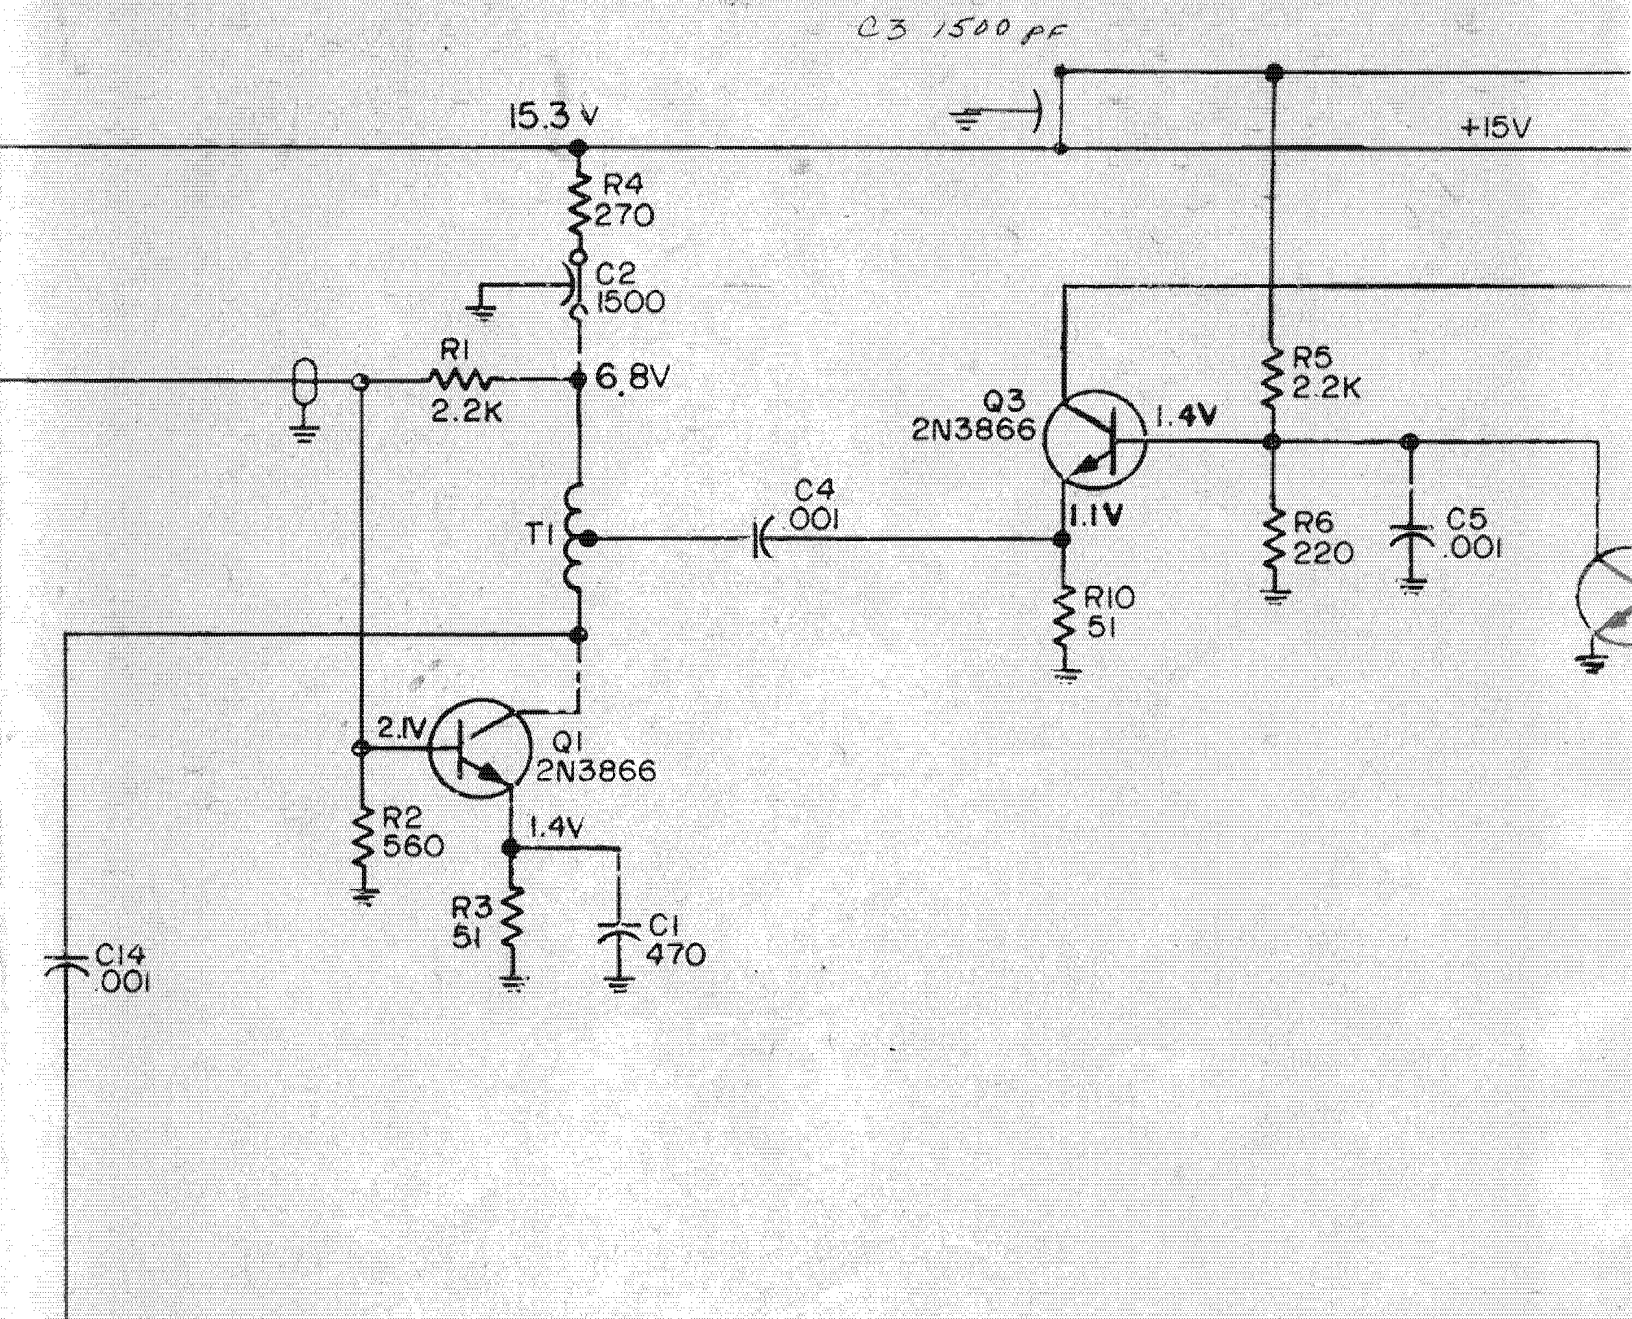 C3 1500 pF
15.3 V
+15V
R4
270
C2
1500
R1
2.2K
6.8V
Q3
2N3866
1.4V
R5
2.2K
C4
.001
1.1V
T1
R6
220
C5
.001
R10
51
2.1V
Q1
2N3866
R2
560
1.4V
R3
51
C1
470
C14
.001